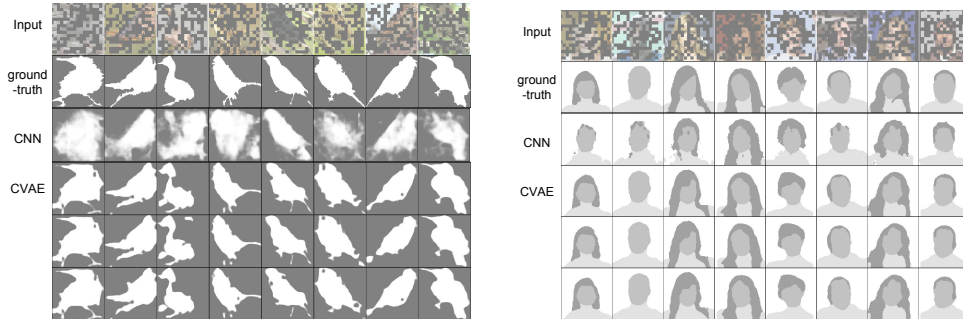 Input
ground
-truth
CNN
CVAE
Input
ground
-truth
CNN
CVAE